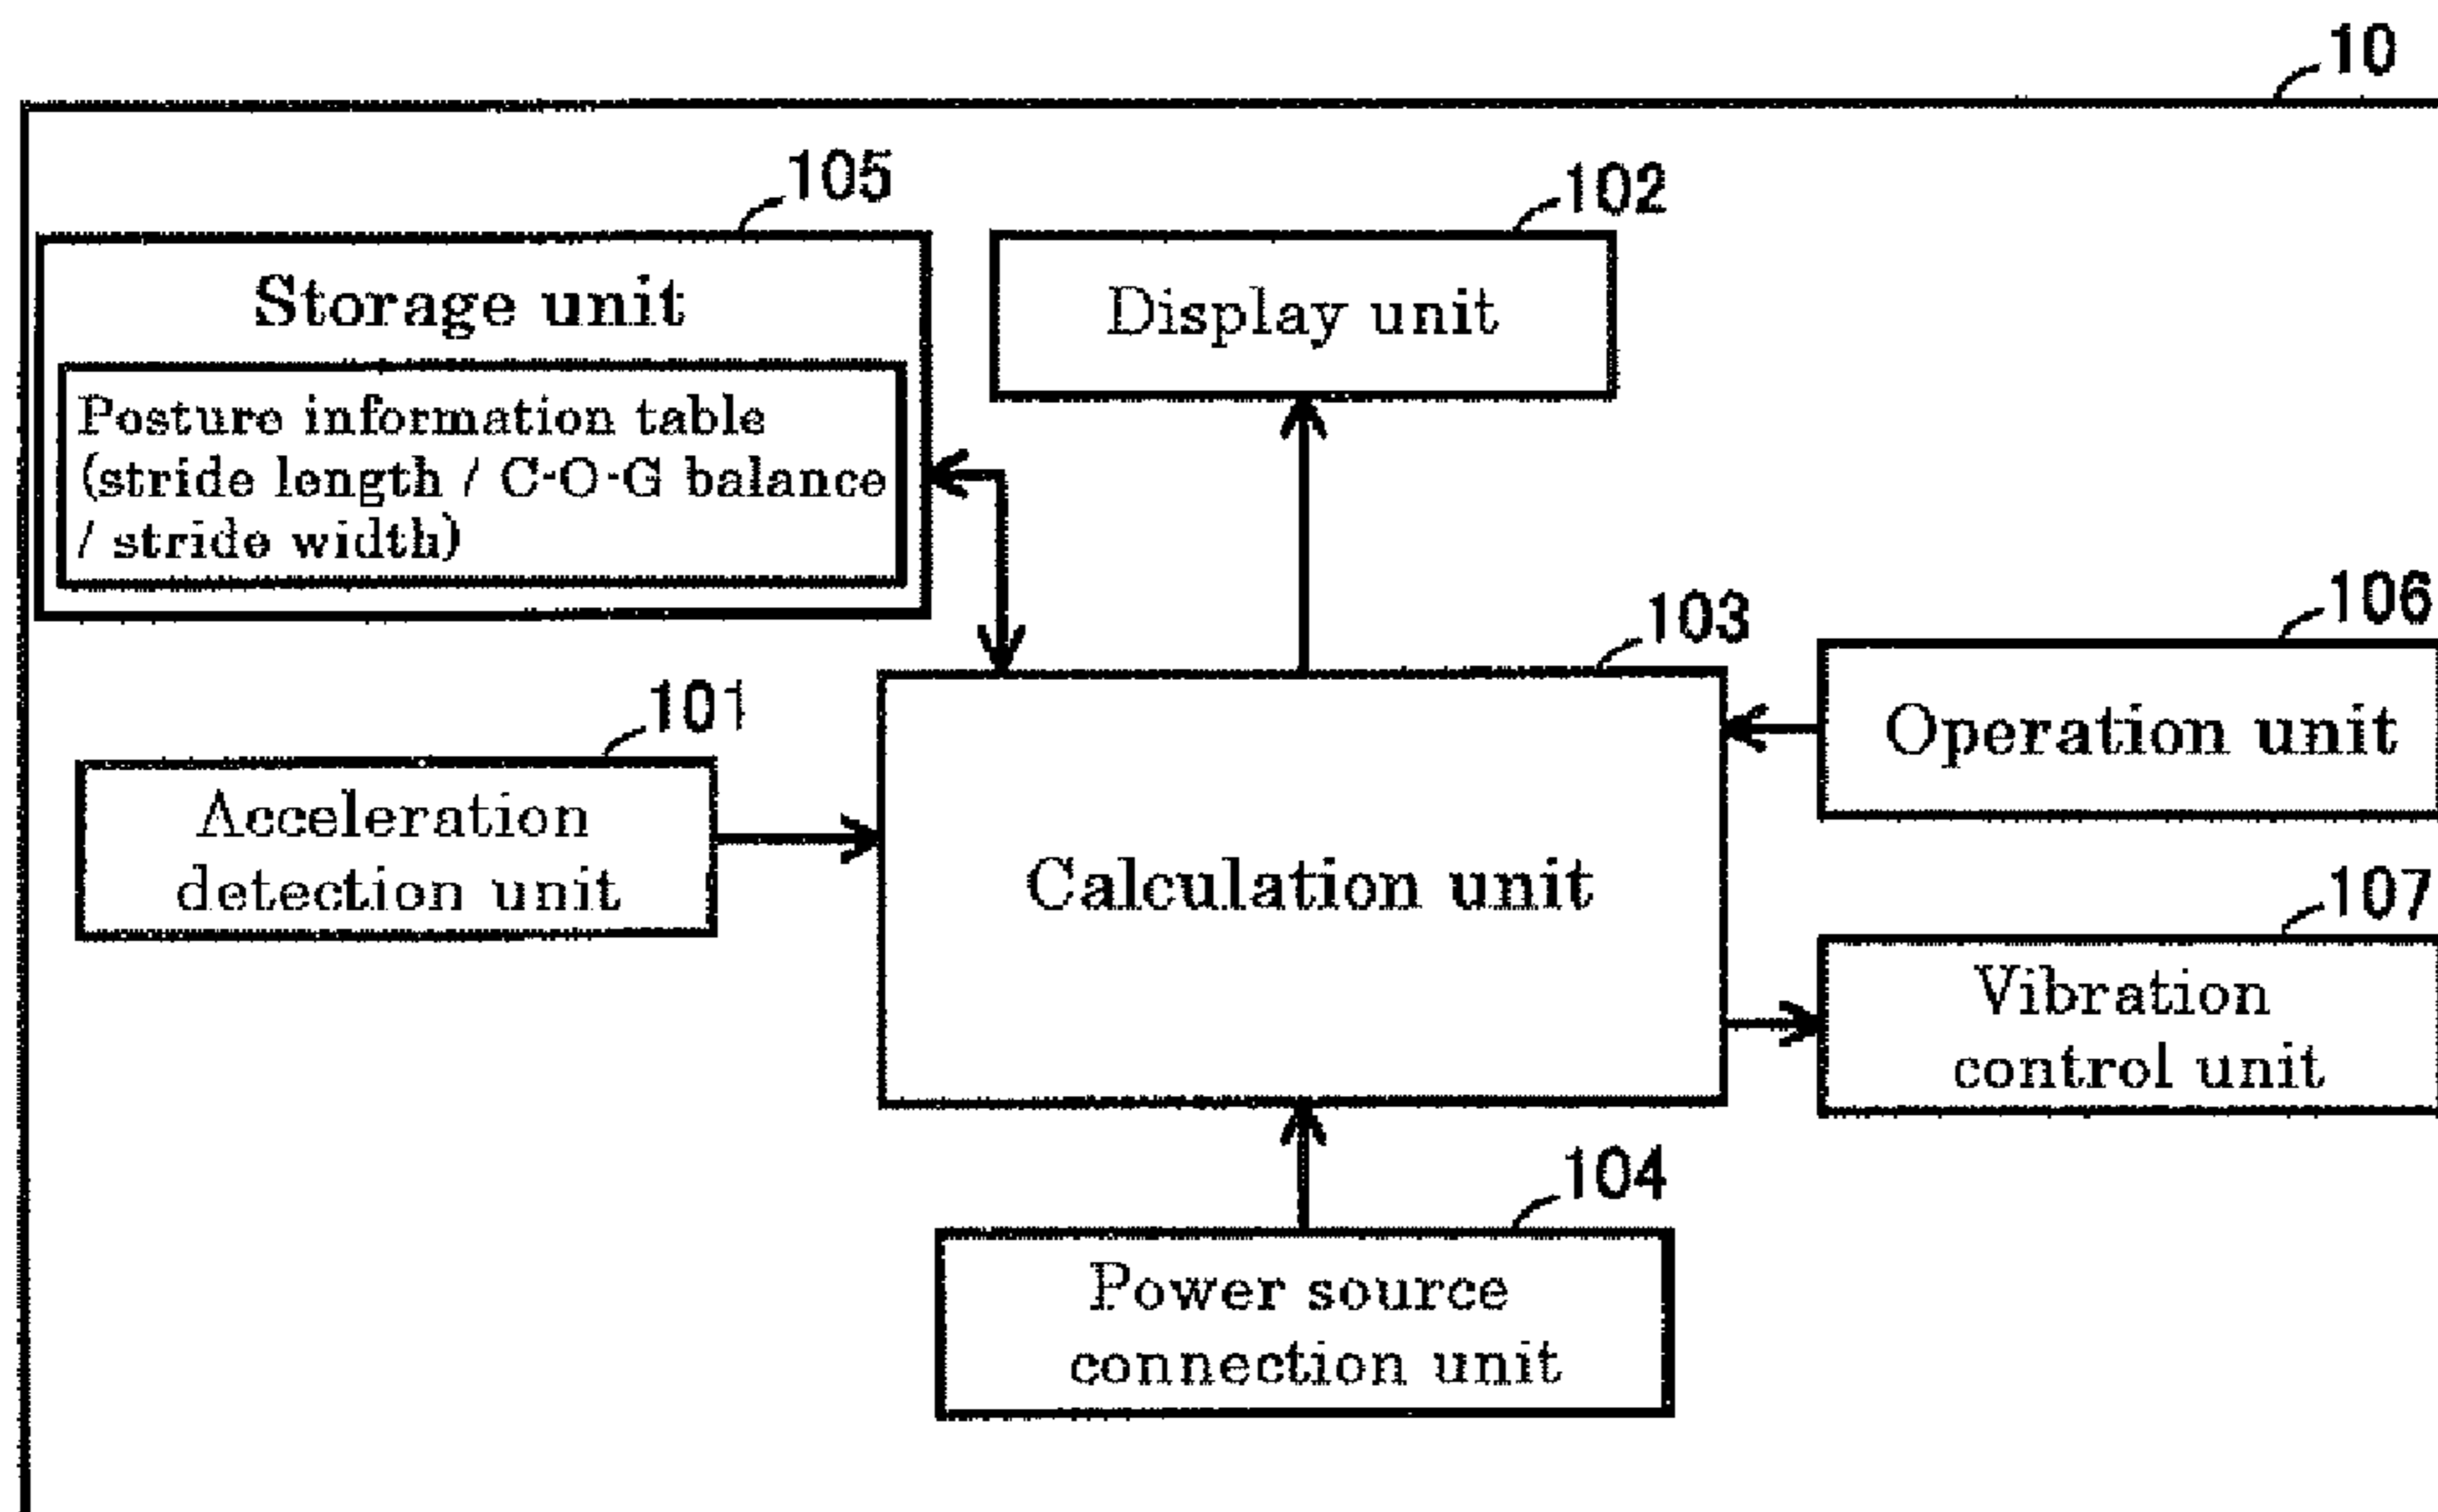 10
105
102
Storage unit
Display unit
Posture information table
(stride length / C-O-G balance
/ stride width)
103
106
101
Operation unit
Acceleration
detection unit
Calculation unit
107
Vibration
control unit
104
Power source
connection unit